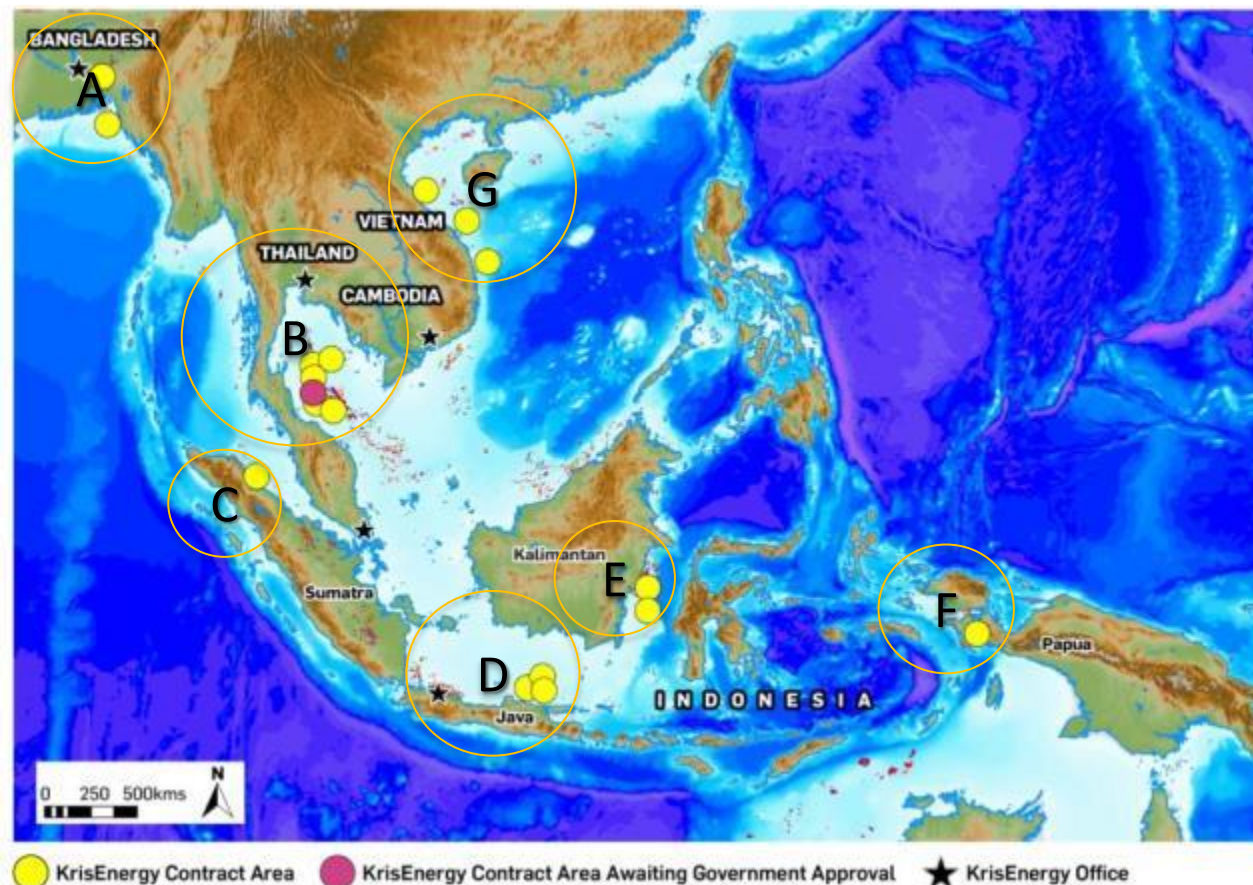 BANGLADESH
A
G
VIETNAM
THAILAND
CAMBODIA
B
C
Kalimantan
E
Sumatra
F
Papua
D
INDONESIA
Java
N
0 250 500kms
KrisEnergy Contract Area
KrisEnergy Contract Area Awaiting Government Approval
KrisEnergy Office